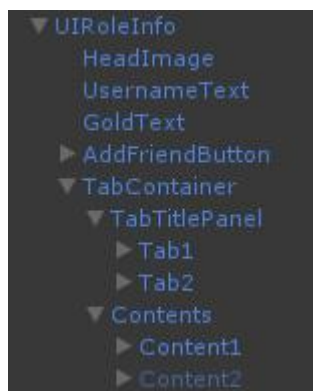 UIRoleInfo
HeadImage
UsernameText
GoldText
AddFriendButton
TabContainer
TabTitlePanel
Tab1
Tab2
Contents
Content1
Content2